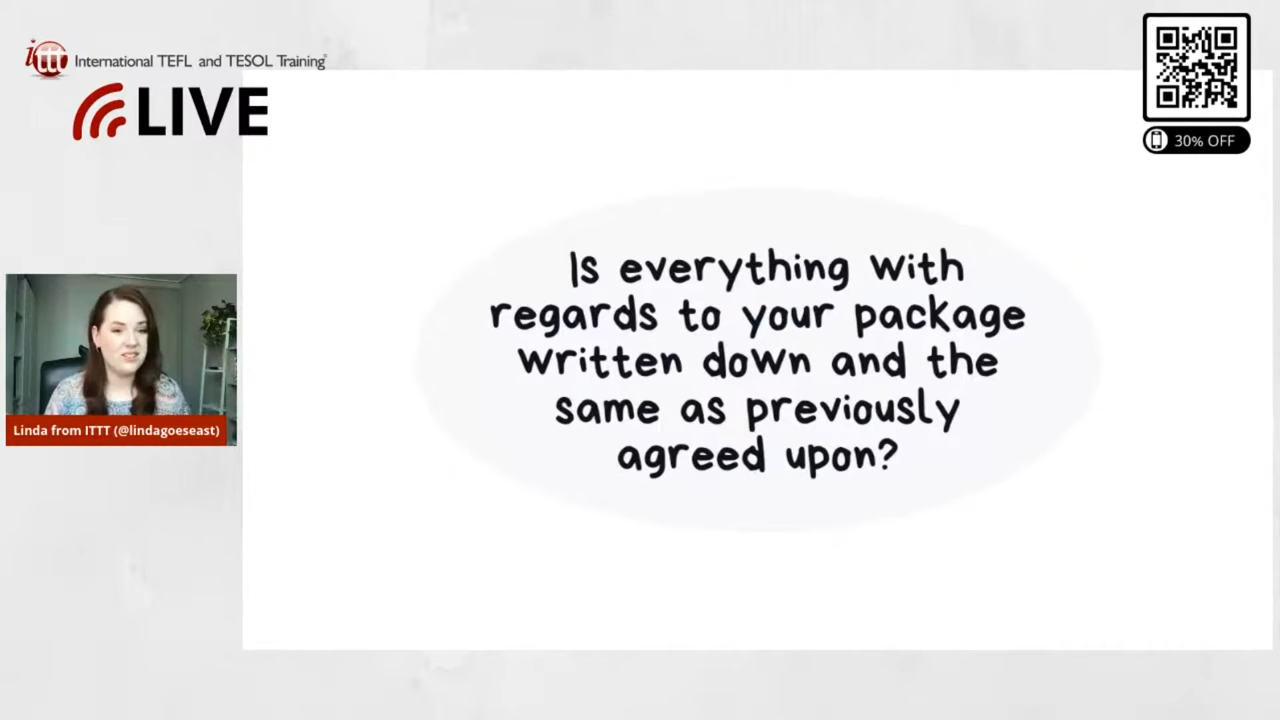 ittt International TEFL and TESOL Training
LIVE
30% OFF
Is everything with
regards to your package
written down and the
same as previously
agreed upon?
Linda from ITTT (@lindagoeseast)